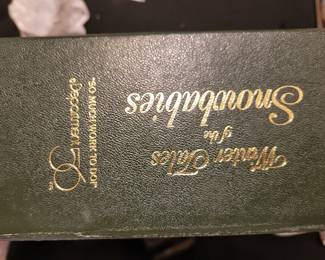 Winter Tales
of the
Snowbabies
"SO MUCH WORK TO DO!"
Department 56